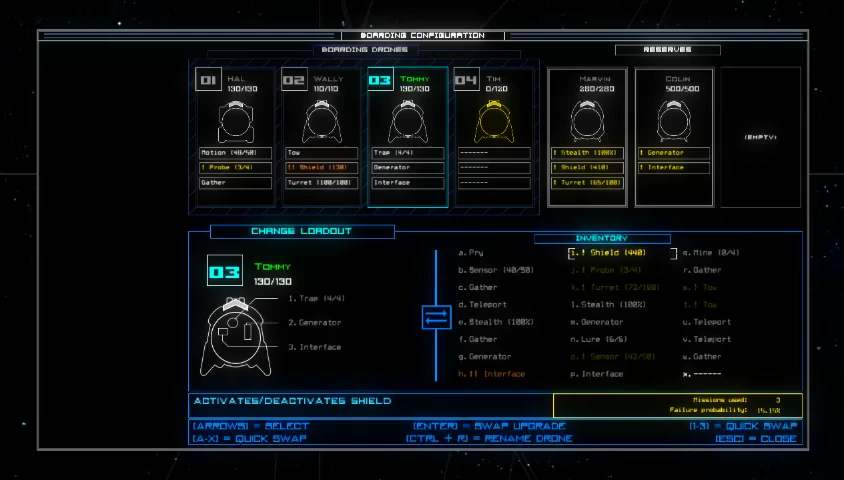 BOARDING CONFIGURATION
BOARDING DRONES
RESERVES
01 HAL
130/130
Motion (48/50)
! Probe (3/4)
Gather
02 WALLY
110/110
Tow
!! Shield (130)
Turret (100/100)
03 TOMMY
130/130
Trap (4/4)
Generator
Interface
04 TIM
0/120
-------
-------
-------
MARVIN
280/280
! Stealth (100%)
! Shield (410)
! Turret (65/100)
COLIN
500/500
! Generator
! Interface
(EMPTY)
CHANGE LOADOUT
03 TOMMY
130/130
1. Trap (4/4)
2. Generator
3. Interface
INVENTORY
a. Pry
b. Sensor (40/50)
c. Gather
d. Teleport
e. Stealth (100%)
f. Gather
g. Generator
h. !! Interface
i. ! Shield (440)
j. ! Probe (3/4)
k. ! Turret (72/100)
l. Stealth (100%)
m. Generator
n. Lure (6/6)
o. ! Sensor (42/50)
p. Interface
q. Mine (0/4)
r. Gather
s. ! Tow
t. ! Tow
u. Teleport
v. Teleport
w. Gather
x. ------
ACTIVATES/DEACTIVATES SHIELD
Missions used: 3
Failure probability: 15.15%
[ARROWS] = SELECT
[ENTER] = SWAP UPGRADE
[1-3] = QUICK SWAP
[A-X] = QUICK SWAP
[CTRL + R] = RENAME DRONE
[ESC] = CLOSE